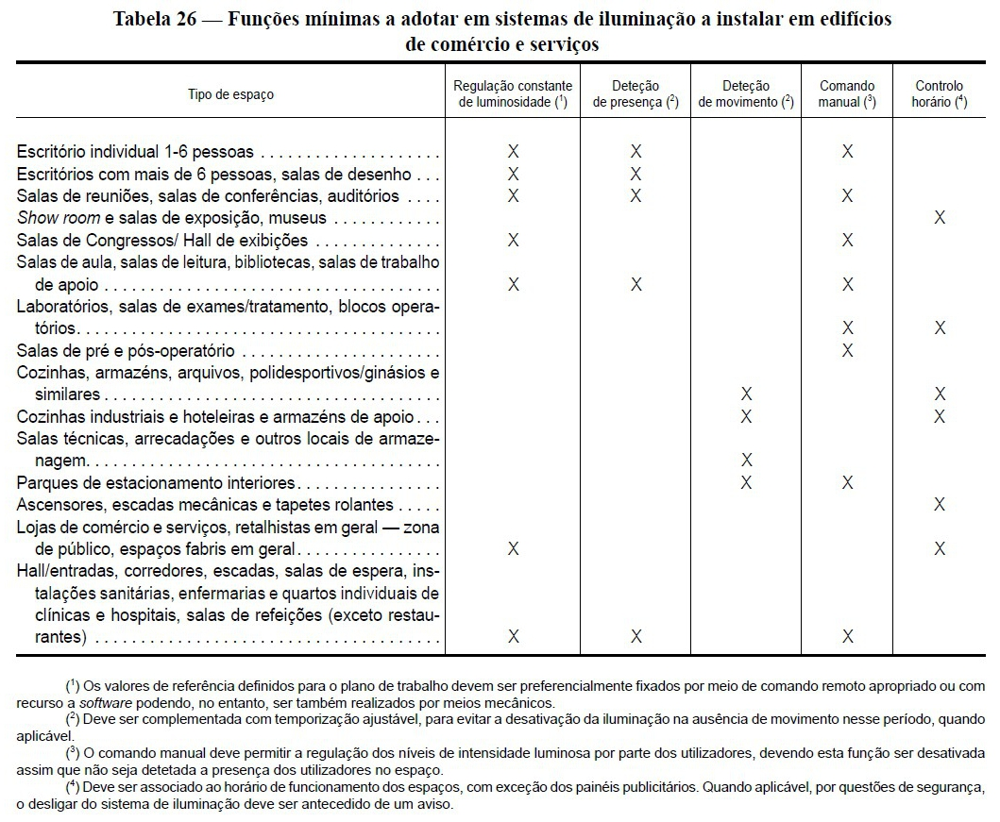 Tabela 26 — Funções mínimas a adotar em sistemas de iluminação a instalar em edifícios
de comércio e serviços
Tipo de espaço
Regulação constante
de luminosidade (¹)
Deteção
de presença (²)
Deteção
de movimento (²)
Comando
manual (³)
Controlo
horário (⁴)
Escritório individual 1-6 pessoas . . . . . . . . . . . . . . . . . . . . X X X
Escritórios com mais de 6 pessoas, salas de desenho . . . X X
Salas de reuniões, salas de conferências, auditórios . . . . X X X
Show room e salas de exposição, museus . . . . . . . . . . . . X
Salas de Congressos/ Hall de exibições . . . . . . . . . . . . . . X X
Salas de aula, salas de leitura, bibliotecas, salas de trabalho
de apoio . . . . . . . . . . . . . . . . . . . . . . . . . . . . . . . . . . . . . X X X
Laboratórios, salas de exames/tratamento, blocos opera-
tórios. . . . . . . . . . . . . . . . . . . . . . . . . . . . . . . . . . . . . . . . X X
Salas de pré e pós-operatório . . . . . . . . . . . . . . . . . . . . . . X
Cozinhas, armazéns, arquivos, polidesportivos/ginásios e
similares . . . . . . . . . . . . . . . . . . . . . . . . . . . . . . . . . . . . . X X
Cozinhas industriais e hoteleiras e armazéns de apoio . . . X X
Salas técnicas, arrecadações e outros locais de armaze-
nagem. . . . . . . . . . . . . . . . . . . . . . . . . . . . . . . . . . . . . . . X
Parques de estacionamento interiores . . . . . . . . . . . . . . . . X X
Ascensores, escadas mecânicas e tapetes rolantes . . . . . X
Lojas de comércio e serviços, retalhistas em geral — zona
de público, espaços fabris em geral. . . . . . . . . . . . . . . . X X
Hall/entradas, corredores, escadas, salas de espera, ins-
talações sanitárias, enfermarias e quartos individuais de
clínicas e hospitais, salas de refeições (exceto restau-
rantes) . . . . . . . . . . . . . . . . . . . . . . . . . . . . . . . . . . . . . . X X X
(¹) Os valores de referência definidos para o plano de trabalho devem ser preferencialmente fixados por meio de comando remoto apropriado ou com
recurso a software podendo, no entanto, ser também realizados por meios mecânicos.
(²) Deve ser complementada com temporização ajustável, para evitar a desativação da iluminação na ausência de movimento nesse período, quando
aplicável.
(³) O comando manual deve permitir a regulação dos níveis de intensidade luminosa por parte dos utilizadores, devendo esta função ser desativada
assim que não seja detetada a presença dos utilizadores no espaço.
(⁴) Deve ser associado ao horário de funcionamento dos espaços, com exceção dos painéis publicitários. Quando aplicável, por questões de segurança,
o desligar do sistema de iluminação deve ser antecedido de um aviso.